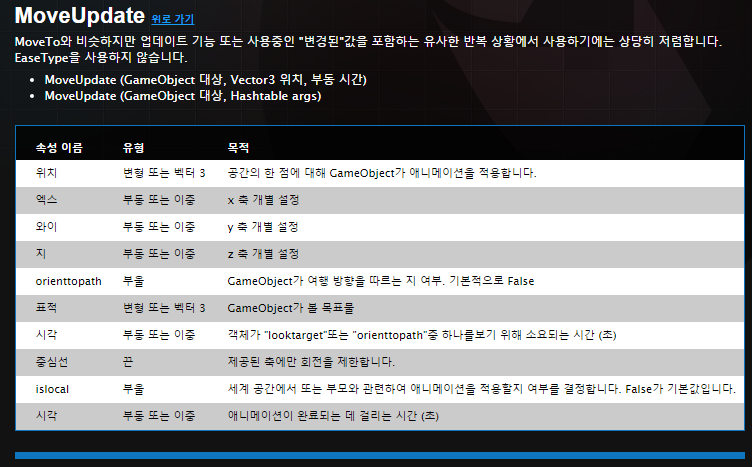 MoveUpdate 위로 가기
MoveTo와 비슷하지만 업데이트 기능 또는 사용중인 "변경된"값을 포함하는 유사한 반복 상황에서 사용하기에는 상당히 저렴합니다.
EaseType을 사용하지 않습니다.
• MoveUpdate (GameObject 대상, Vector3 위치, 부동 시간)
• MoveUpdate (GameObject 대상, Hashtable args)
속성 이름 유형 목적
위치 변형 또는 벡터 3 공간의 한 점에 대해 GameObject가 애니메이션을 적용합니다.
엑스 부동 또는 이중 x 축 개별 설정
와이 부동 또는 이중 y 축 개별 설정
지 부동 또는 이중 z 축 개별 설정
orienttopath 부울 GameObject가 여행 방향을 따르는 지 여부. 기본적으로 False
표적 변형 또는 벡터 3 GameObject가 볼 목표물
시각 부동 또는 이중 객체가 "looktarget"또는 "orienttopath"중 하나를보기 위해 소요되는 시간 (초)
중심선 끈 제공된 축에만 회전을 제한합니다.
islocal 부울 세계 공간에서 또는 부모와 관련하여 애니메이션을 적용할지 여부를 결정합니다. False가 기본값입니다.
시각 부동 또는 이중 애니메이션이 완료되는 데 걸리는 시간 (초)